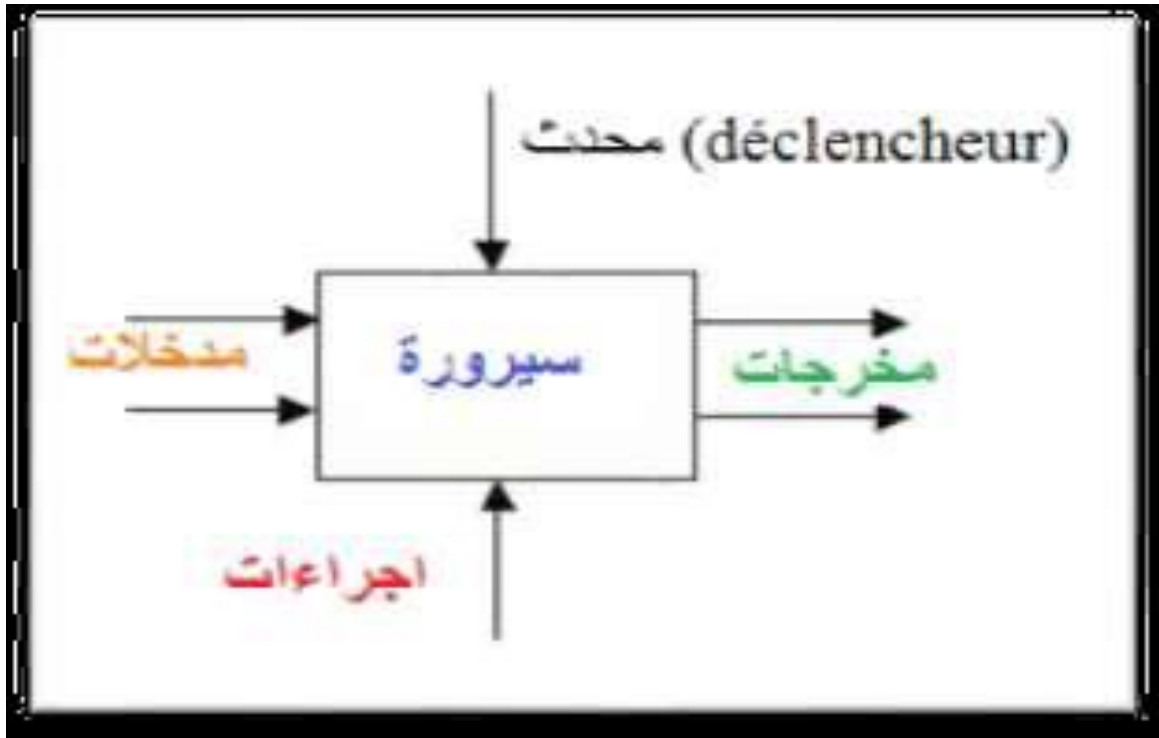 محدث (déclencheur)
مدخلات
سيرورة
مخرجات
اجراءات